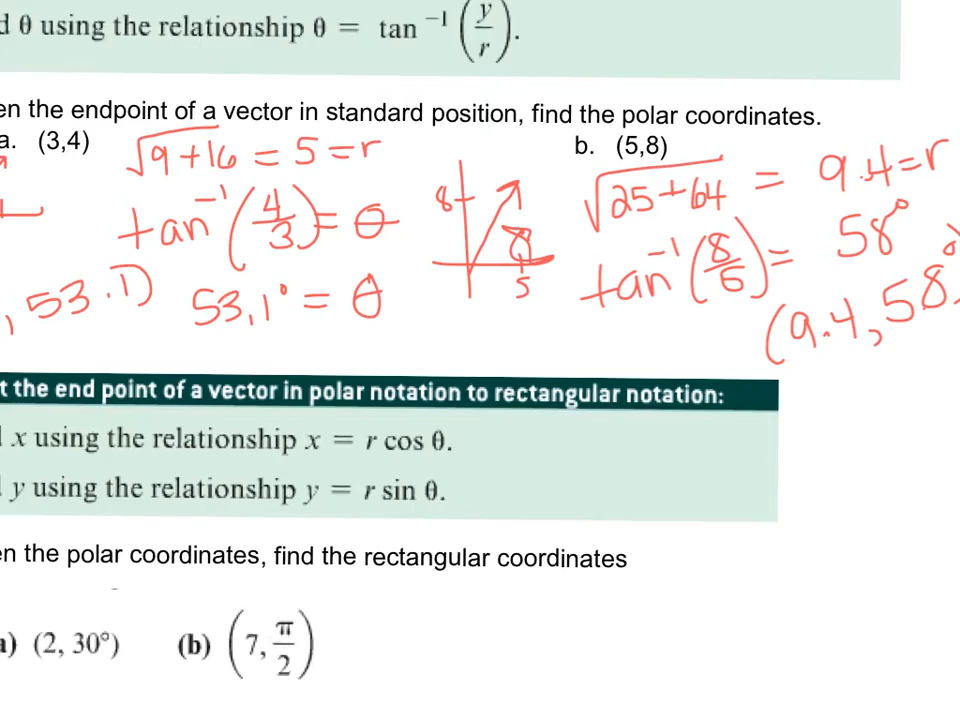 d θ using the relationship θ = tan⁻¹(y/r).
en the endpoint of a vector in standard position, find the polar coordinates.
a. (3,4)
√9+16 = 5 = r
tan⁻¹(4/3) = θ
, 53.1) 53.1° = θ
8
5
b. (5,8)
√25+64 = 9.4=r
tan⁻¹(8/5) = 58°
(9.4, 58
t the end point of a vector in polar notation to rectangular notation:
x using the relationship x = r cos θ.
y using the relationship y = r sin θ.
en the polar coordinates, find the rectangular coordinates
a) (2, 30°) (b) (7, π/2)